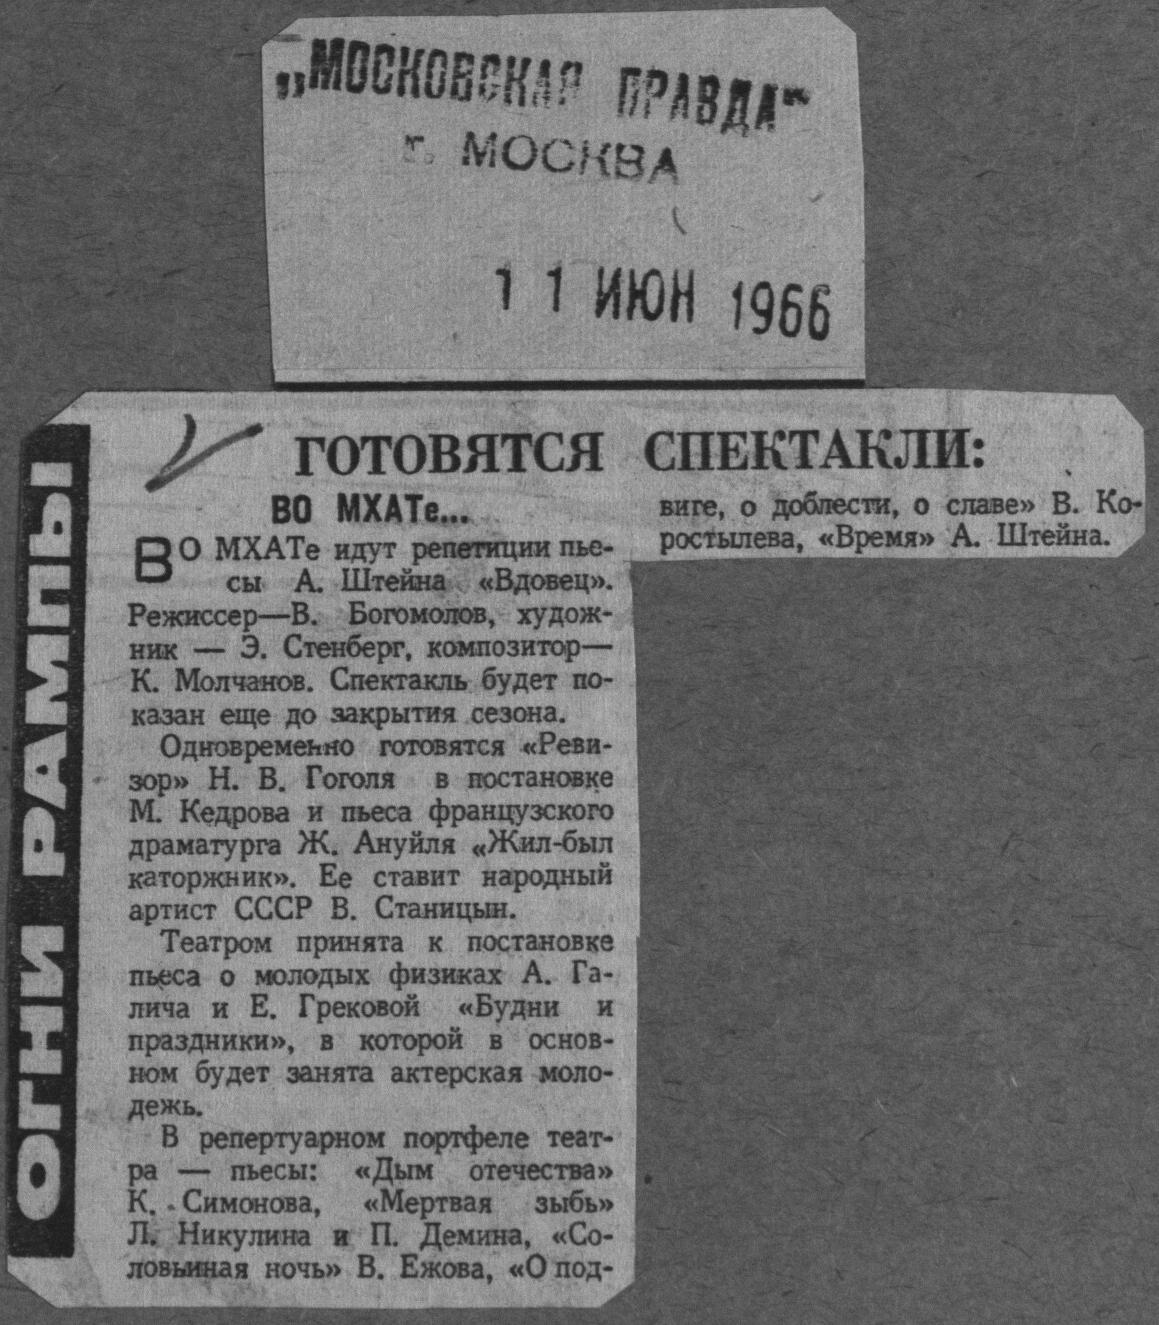 „МОСКОВСКАЯ ПРАВДА"
г. МОСКВА
11 ИЮН 1966
ОГНИ РАМПЫ
ГОТОВЯТСЯ СПЕКТАКЛИ:
ВО МХАТе...
ВО МХАТе идут репетиции пье-
сы А. Штейна «Вдовец».
Режиссер—В. Богомолов, худож-
ник — Э. Стенберг, композитор—
К. Молчанов. Спектакль будет по-
казан еще до закрытия сезона.
Одновременно готовятся «Реви-
зор» Н. В. Гоголя в постановке
М. Кедрова и пьеса французского
драматурга Ж. Ануйля «Жил-был
каторжник». Ее ставит народный
артист СССР В. Станицын.
Театром принята к постановке
пьеса о молодых физиках А. Га-
лича и Е. Грековой «Будни и
праздники», в которой в основ-
ном будет занята актерская моло-
дежь.
В репертуарном портфеле теат-
ра — пьесы: «Дым отечества»
К. Симонова, «Мертвая зыбь»
Л. Никулина и П. Демина, «Со-
ловьиная ночь» В. Ежова, «О под-
виге, о доблести, о славе» В. Ко-
ростылева, «Время» А. Штейна.